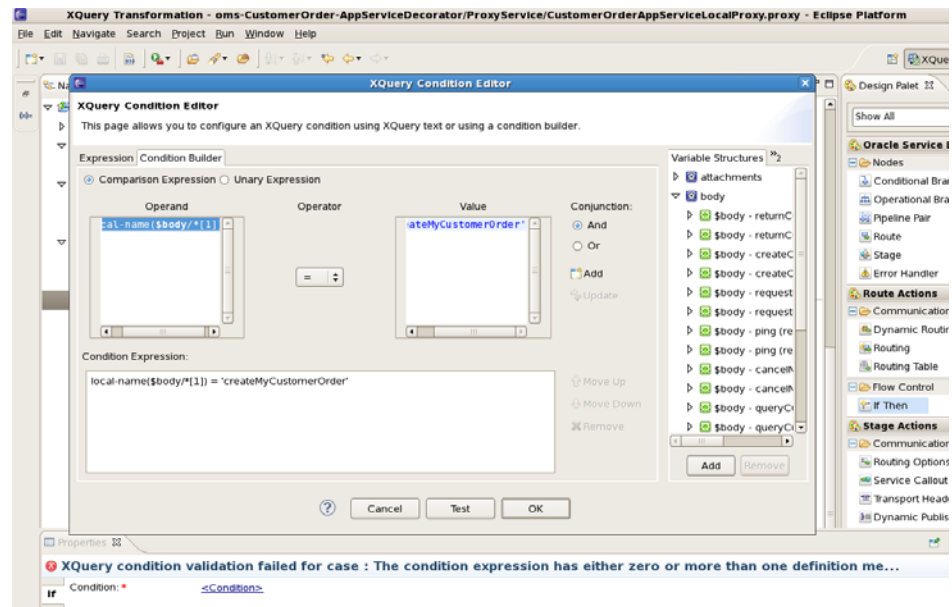 XQuery Transformation - oms-CustomerOrder-AppServiceDecorator/ProxyService/CustomerOrderAppServiceLocalProxy.proxy - Eclipse Platform
File Edit Navigate Search Project Run Window Help
XQue
Na
XQuery Condition Editor
Design Palet
XQuery Condition Editor
This page allows you to configure an XQuery condition using XQuery text or using a condition builder.
Show All
Expression Condition Builder
Variable Structures »2
Oracle Service
Comparison Expression Unary Expression
attachments
Nodes
body
Conditional Bra
Operand Operator Value Conjunction:
$body - returnC
Operational Bra
cal-name($body/*[1] = ateMyCustomerOrder' And
$body - returnC
Pipeline Pair
Or
$body - createC
Route
Add
$body - createC
Stage
Update
$body - request
Error Handler
$body - request
Route Actions
$body - ping (re
Communication
$body - ping (re
Dynamic Routin
Condition Expression:
$body - cancelM
Routing
local-name($body/*[1]) = 'createMyCustomerOrder'
Move Up
$body - cancelM
Routing Table
Move Down
$body - queryC
Flow Control
Remove
$body - queryC
If Then
Stage Actions
Add Remove
Communication
Routing Options
Cancel Test OK
Service Callout
Transport Head
Dynamic Publis
Properties
XQuery condition validation failed for case : The condition expression has either zero or more than one definition me...
If Condition: * <Condition>